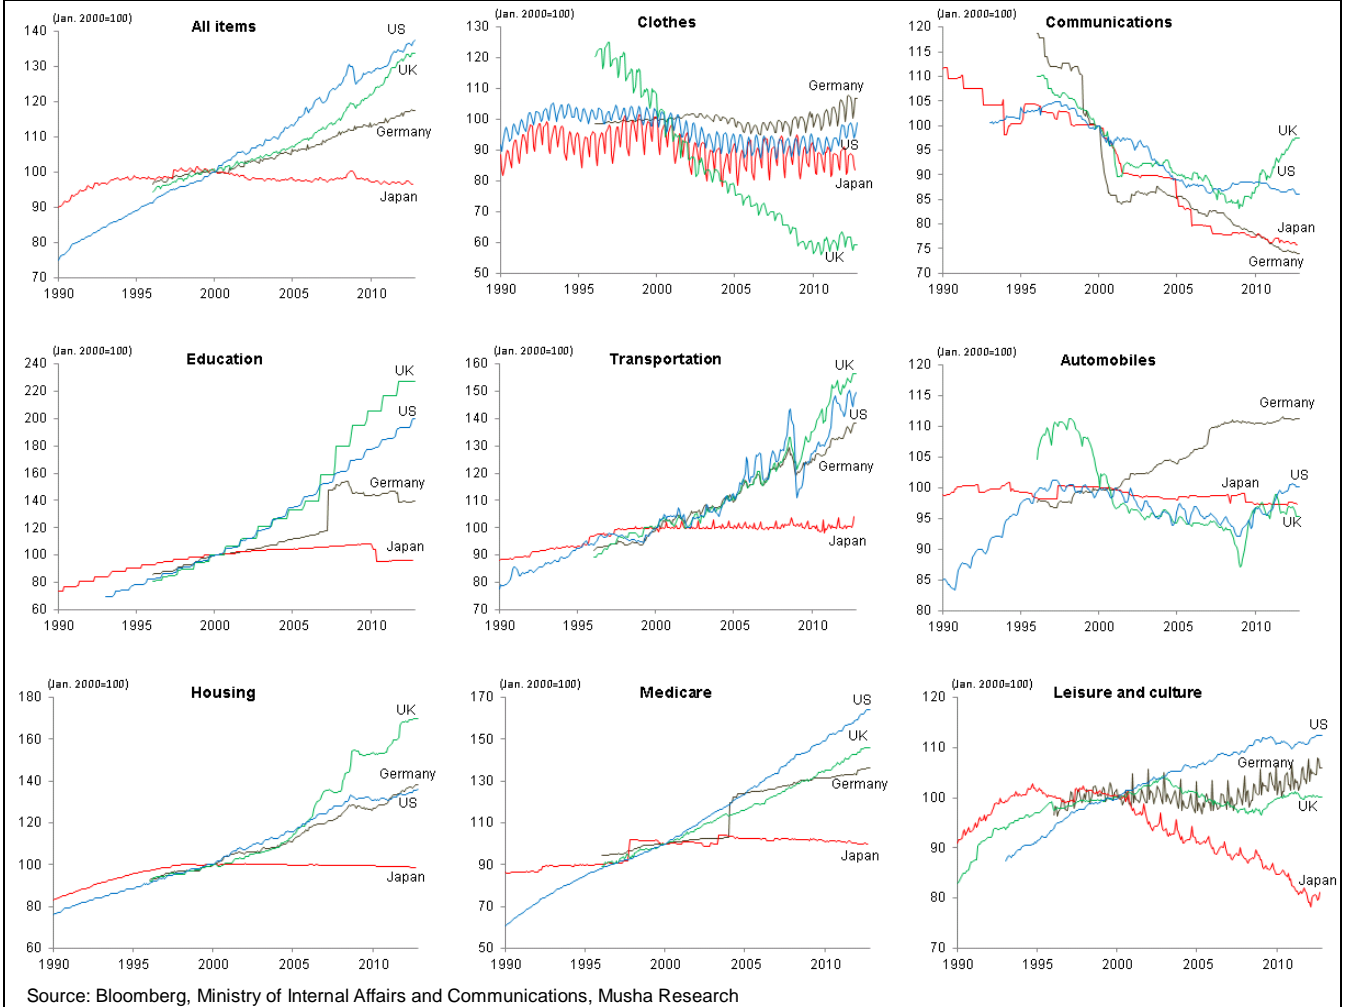 (Jan. 2000=100)
All items
140
130
120
110
100
90
80
70
1990
1995
2000
2005
2010
US
UK
Germany
Japan
(Jan. 2000=100)
Clothes
130
120
110
100
90
80
70
60
50
1990
1995
2000
2005
2010
Germany
US
Japan
UK
(Jan. 2000=100)
Communications
120
115
110
105
100
95
90
85
80
75
70
1990
1995
2000
2005
2010
UK
US
Japan
Germany
(Jan. 2000=100)
Education
240
220
200
180
160
140
120
100
80
60
1990
1995
2000
2005
2010
UK
US
Germany
Japan
(Jan. 2000=100)
Transportation
160
150
140
130
120
110
100
90
80
70
1990
1995
2000
2005
2010
UK
US
Germany
Japan
(Jan. 2000=100)
Automobiles
120
115
110
105
100
95
90
85
80
1990
1995
2000
2005
2010
Germany
US
Japan
UK
(Jan. 2000=100)
Housing
180
160
140
120
100
80
60
1990
1995
2000
2005
2010
UK
Germany
US
Japan
(Jan. 2000=100)
Medicare
170
150
130
110
90
70
50
1990
1995
2000
2005
2010
US
UK
Germany
Japan
(Jan. 2000=100)
Leisure and culture
120
110
100
90
80
70
1990
1995
2000
2005
2010
US
Germany
UK
Japan
Source: Bloomberg, Ministry of Internal Affairs and Communications, Musha Research